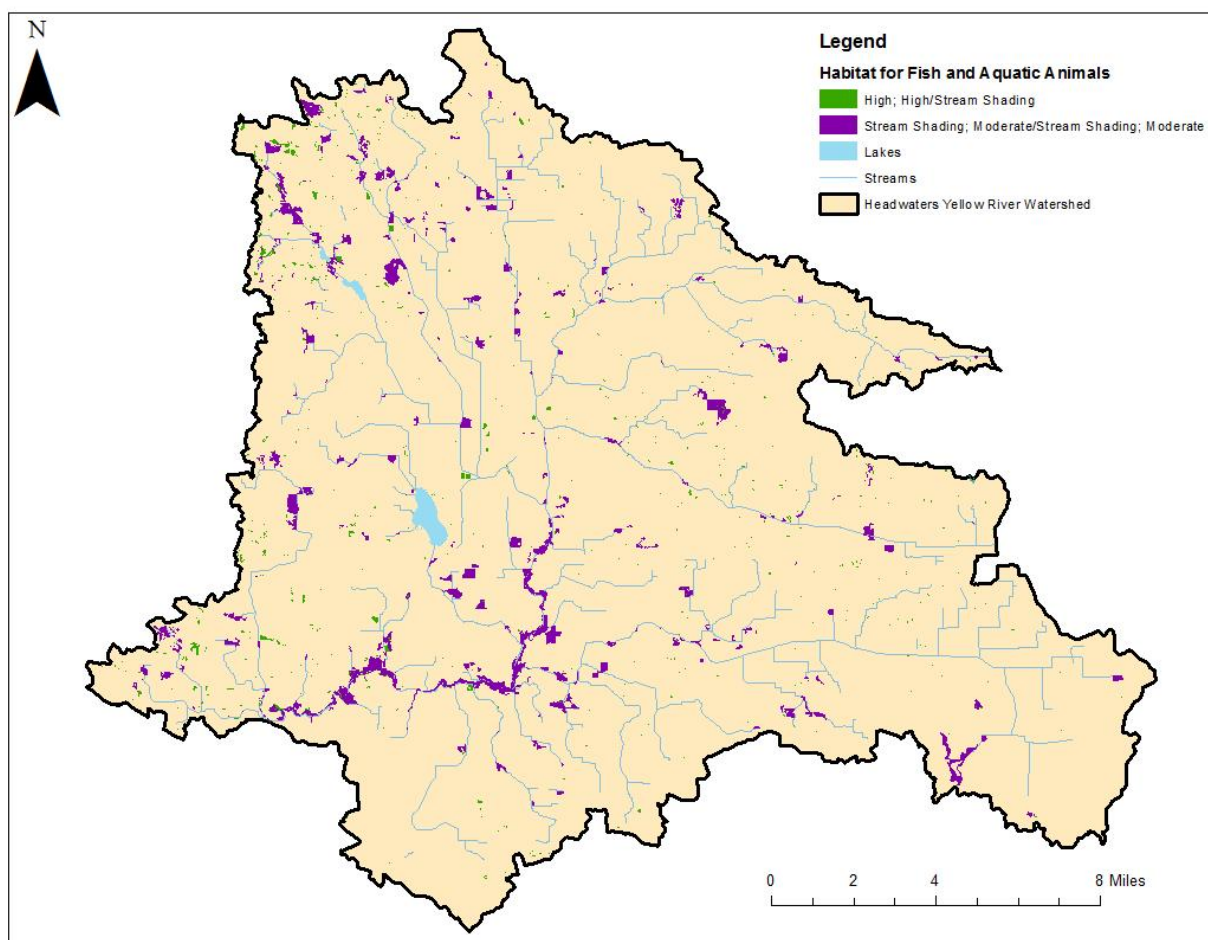 N
Legend
Habitat for Fish and Aquatic Animals
High; High/Stream Shading
Stream Shading; Moderate/Stream Shading; Moderate
Lakes
Streams
Headwaters Yellow River Watershed
0 2 4 8 Miles